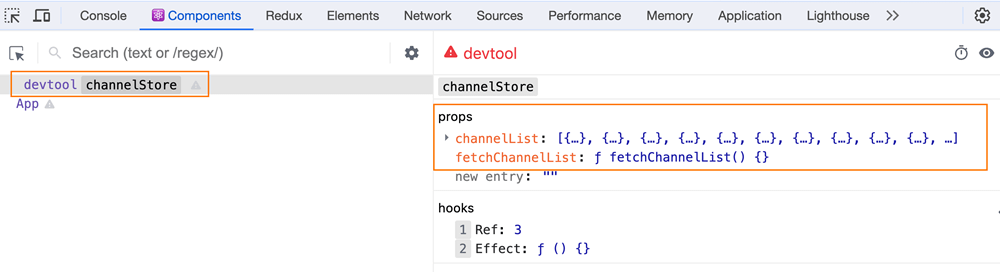 Components Redux Elements Network Sources Performance Memory Application Lighthouse
Search (text or /regex/)
devtool
devtool channelStore
App
channelStore
props
channelList: [{…}, {…}, {…}, {…}, {…}, {…}, {…}, {…}, {…}, {…}, …]
fetchChannelList: ƒ fetchChannelList() {}
new entry: ""
hooks
1 Ref: 3
2 Effect: ƒ () {}